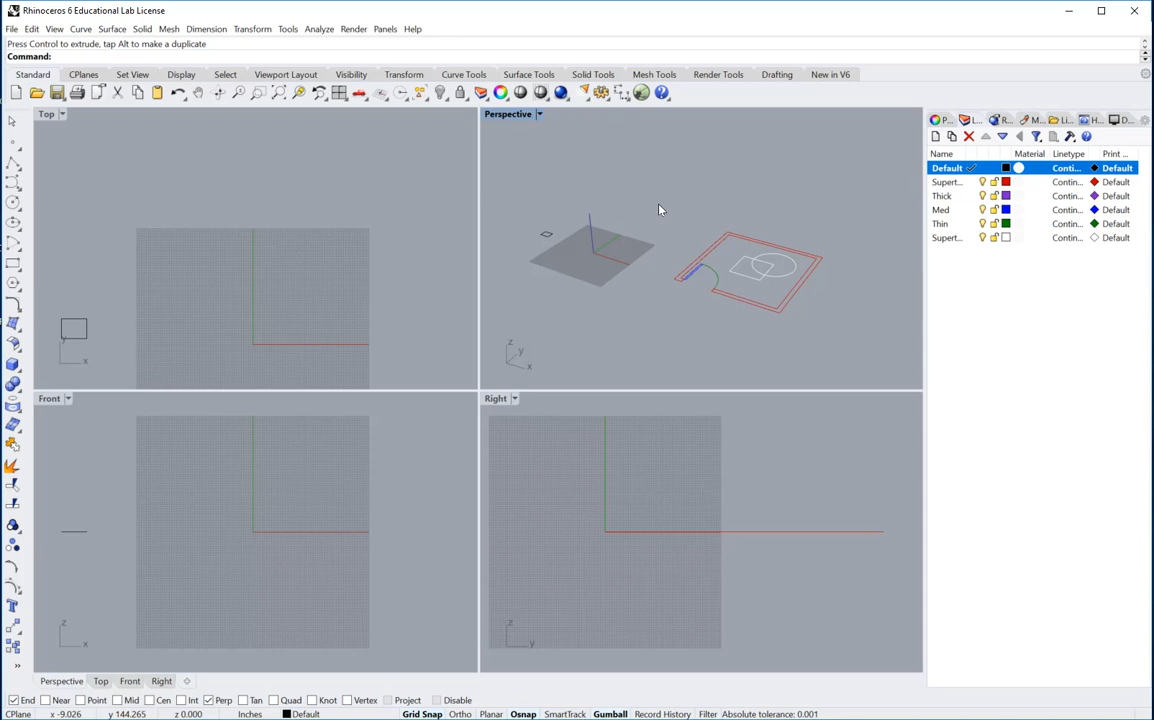 Rhinoceros 6 Educational Lab License
File Edit View Curve Surface Solid Mesh Dimension Transform Tools Analyze Render Panels Help
Press Control to extrude, tap Alt to make a duplicate
Command:
Standard CPlanes Set View Display Select Viewport Layout Visibility Transform Curve Tools Surface Tools Solid Tools Mesh Tools Render Tools Drafting New in V6
Top Perspective P... L... R... M... Li... H... D...
Name Material Linetype Print ...
Default Conti... Default
Supert... Contin... Default
Thick Contin... Default
Med Contin... Default
Thin Contin... Default
Supert... Contin... Default
y x z y x
Front Right
z x z y
Perspective Top Front Right
End Near Point Mid Cen Int Perp Tan Quad Knot Vertex Project Disable
CPlane x -9.026 y 144.265 z 0.000 Inches Default Grid Snap Ortho Planar Osnap SmartTrack Gumball Record History Filter Absolute tolerance: 0.001